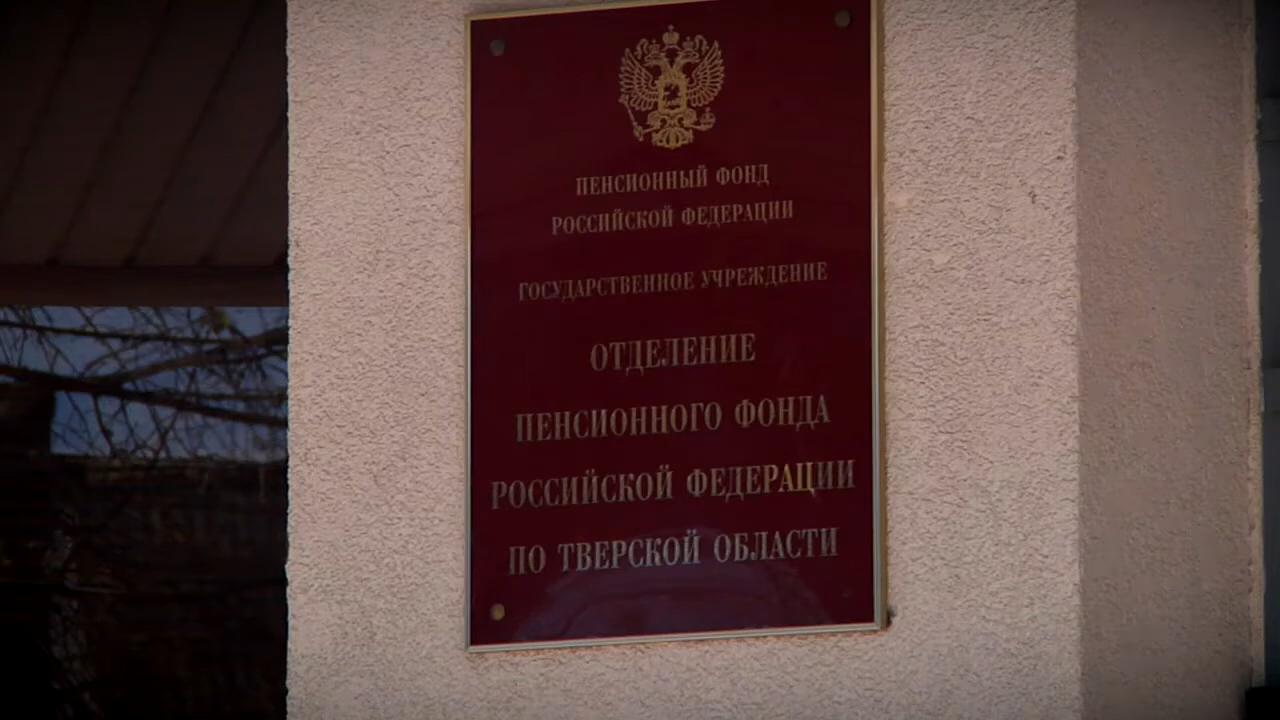 ПЕНСИОННЫЙ ФОНД
РОССИЙСКОЙ ФЕДЕРАЦИИ
ГОСУДАРСТВЕННОЕ УЧРЕЖДЕНИЕ
ОТДЕЛЕНИЕ
ПЕНСИОННОГО ФОНДА
РОССИЙСКОЙ ФЕДЕРАЦИИ
ПО ТВЕРСКОЙ ОБЛАСТИ